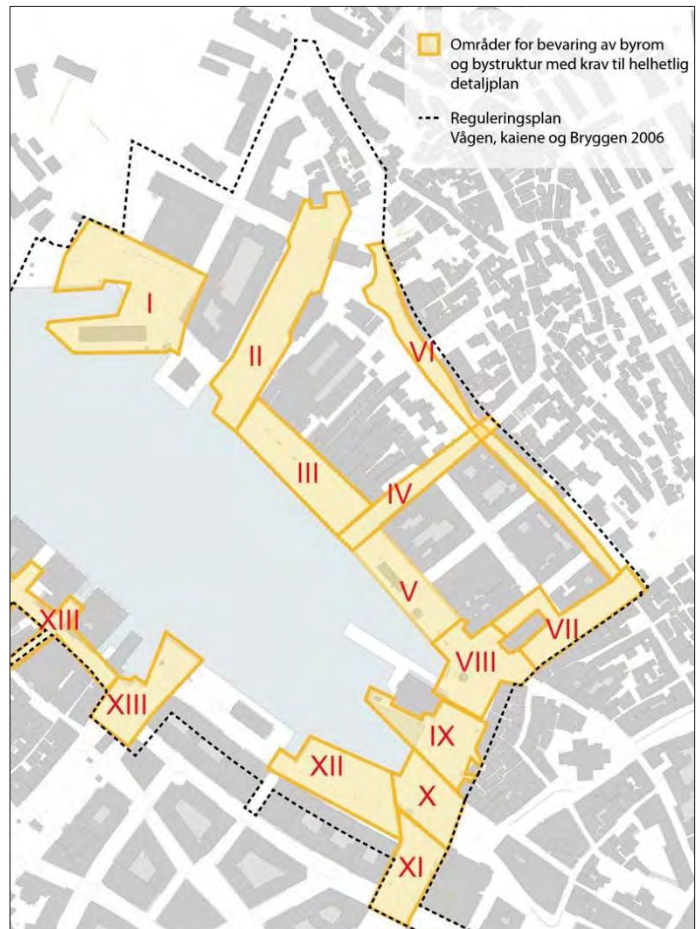 Områder for bevaring av byrom
og bystruktur med krav til helhetlig
detaljplan
Reguleringsplan
Vågen, kaiene og Bryggen 2006
I
II
VI
III
IV
V
XIII
VII
VIII
XIII
IX
XII
X
XI